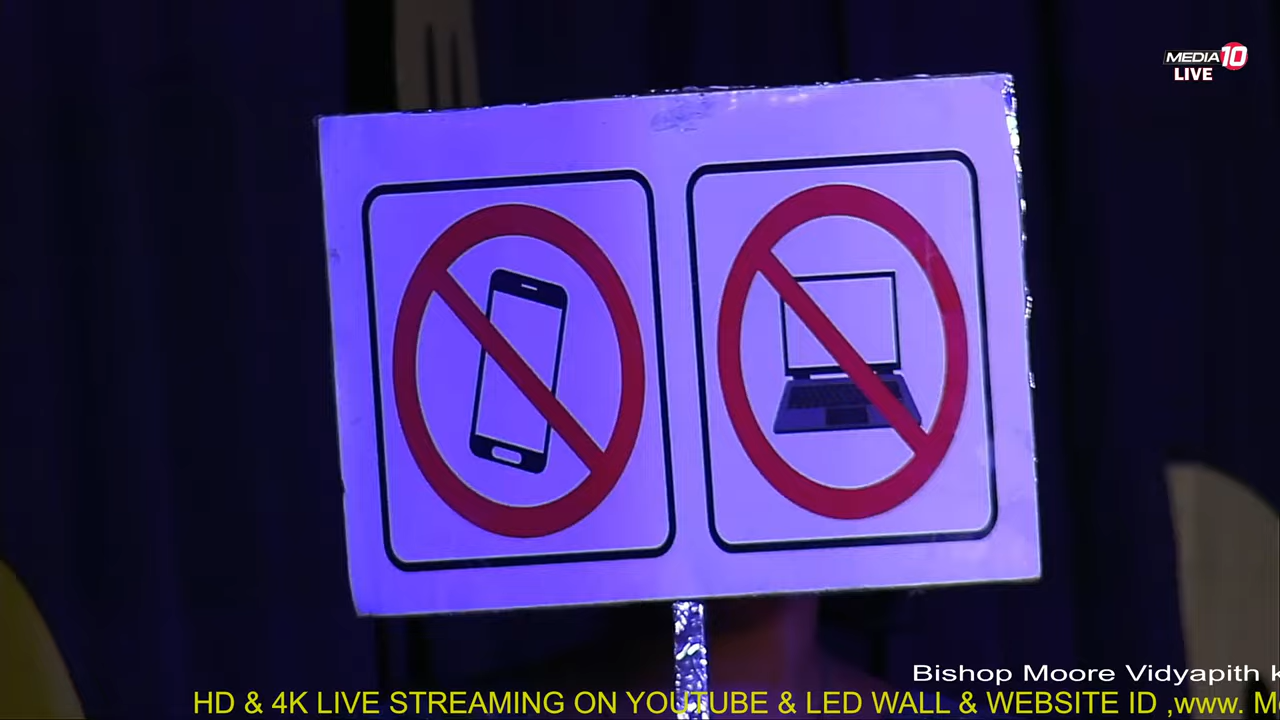 MEDIA10
LIVE
Bishop Moore Vidyapith
HD & 4K LIVE STREAMING ON YOUTUBE & LED WALL & WEBSITE ID ,www.